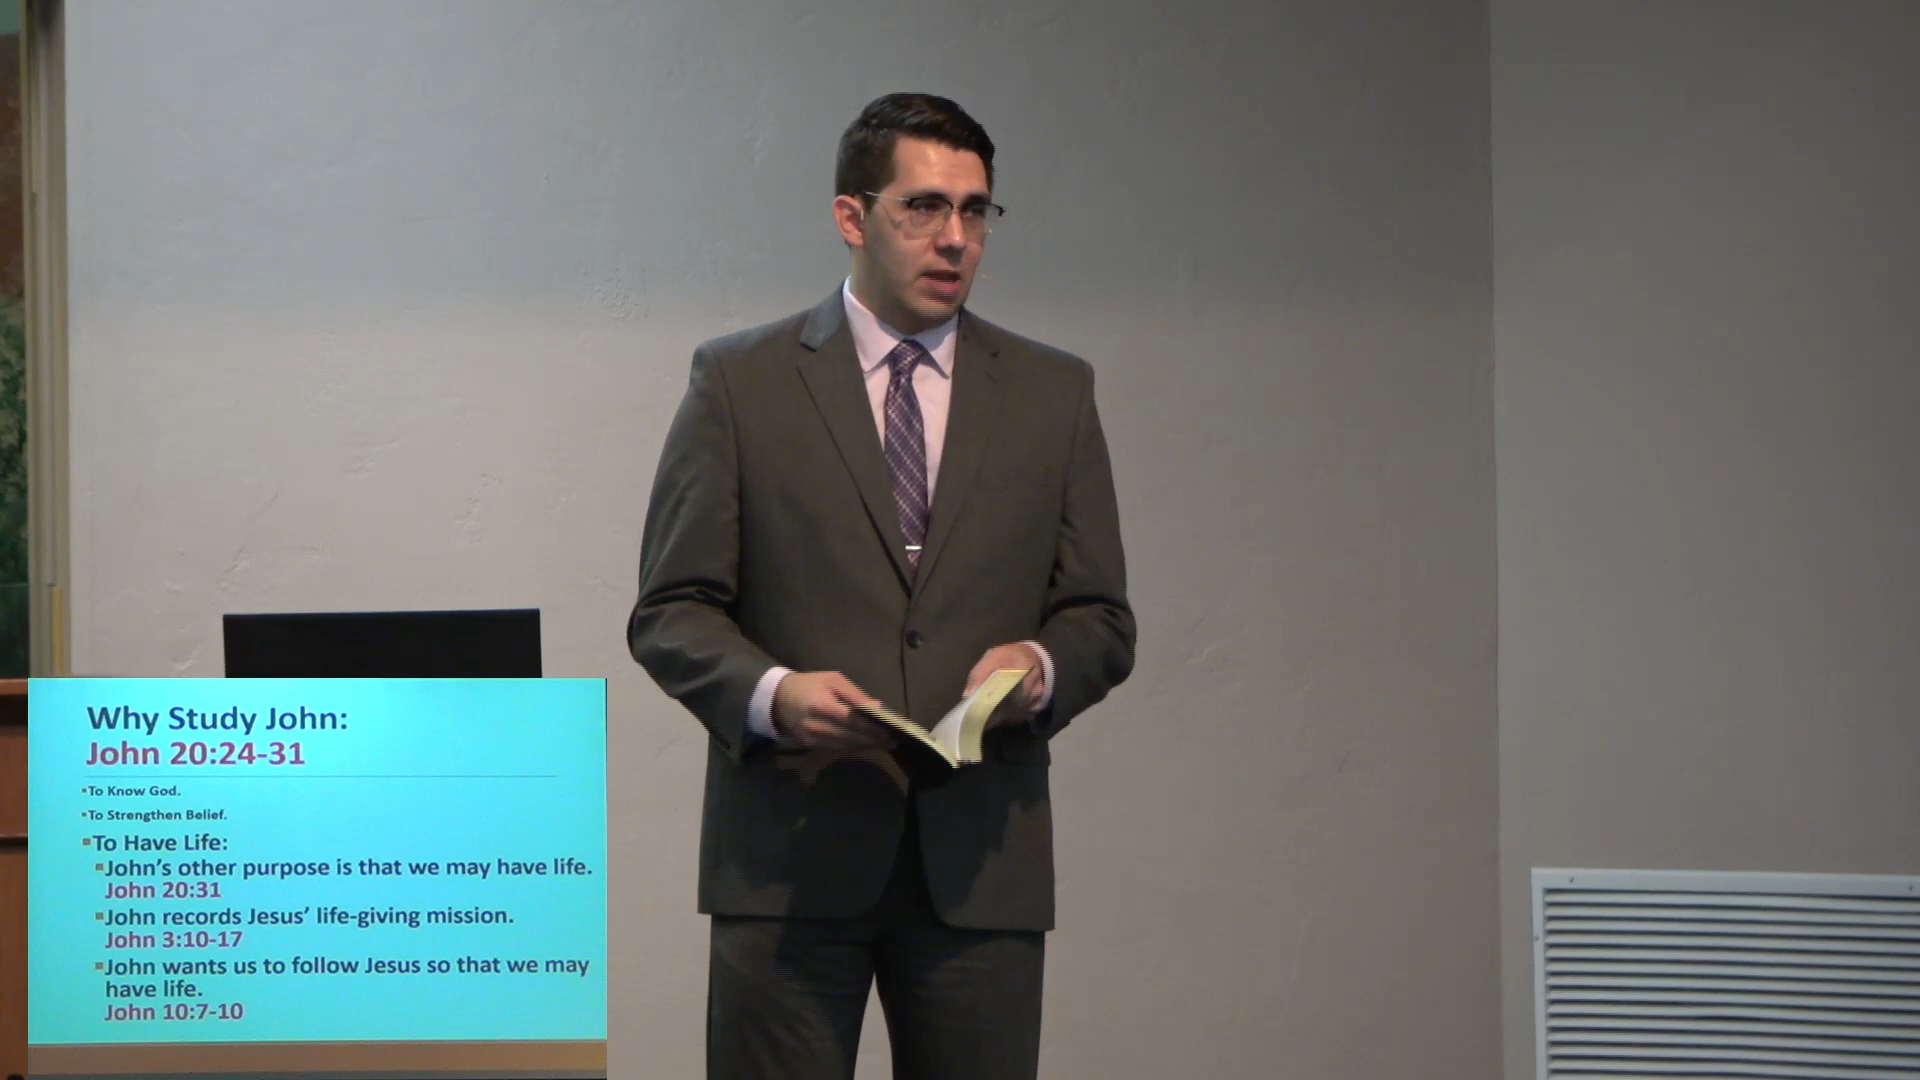 Why Study John:
John 20:24-31
▪To Know God.
▪To Strengthen Belief.
▪To Have Life:
▪John’s other purpose is that we may have life.
John 20:31
▪John records Jesus’ life-giving mission.
John 3:10-17
▪John wants us to follow Jesus so that we may
have life.
John 10:7-10